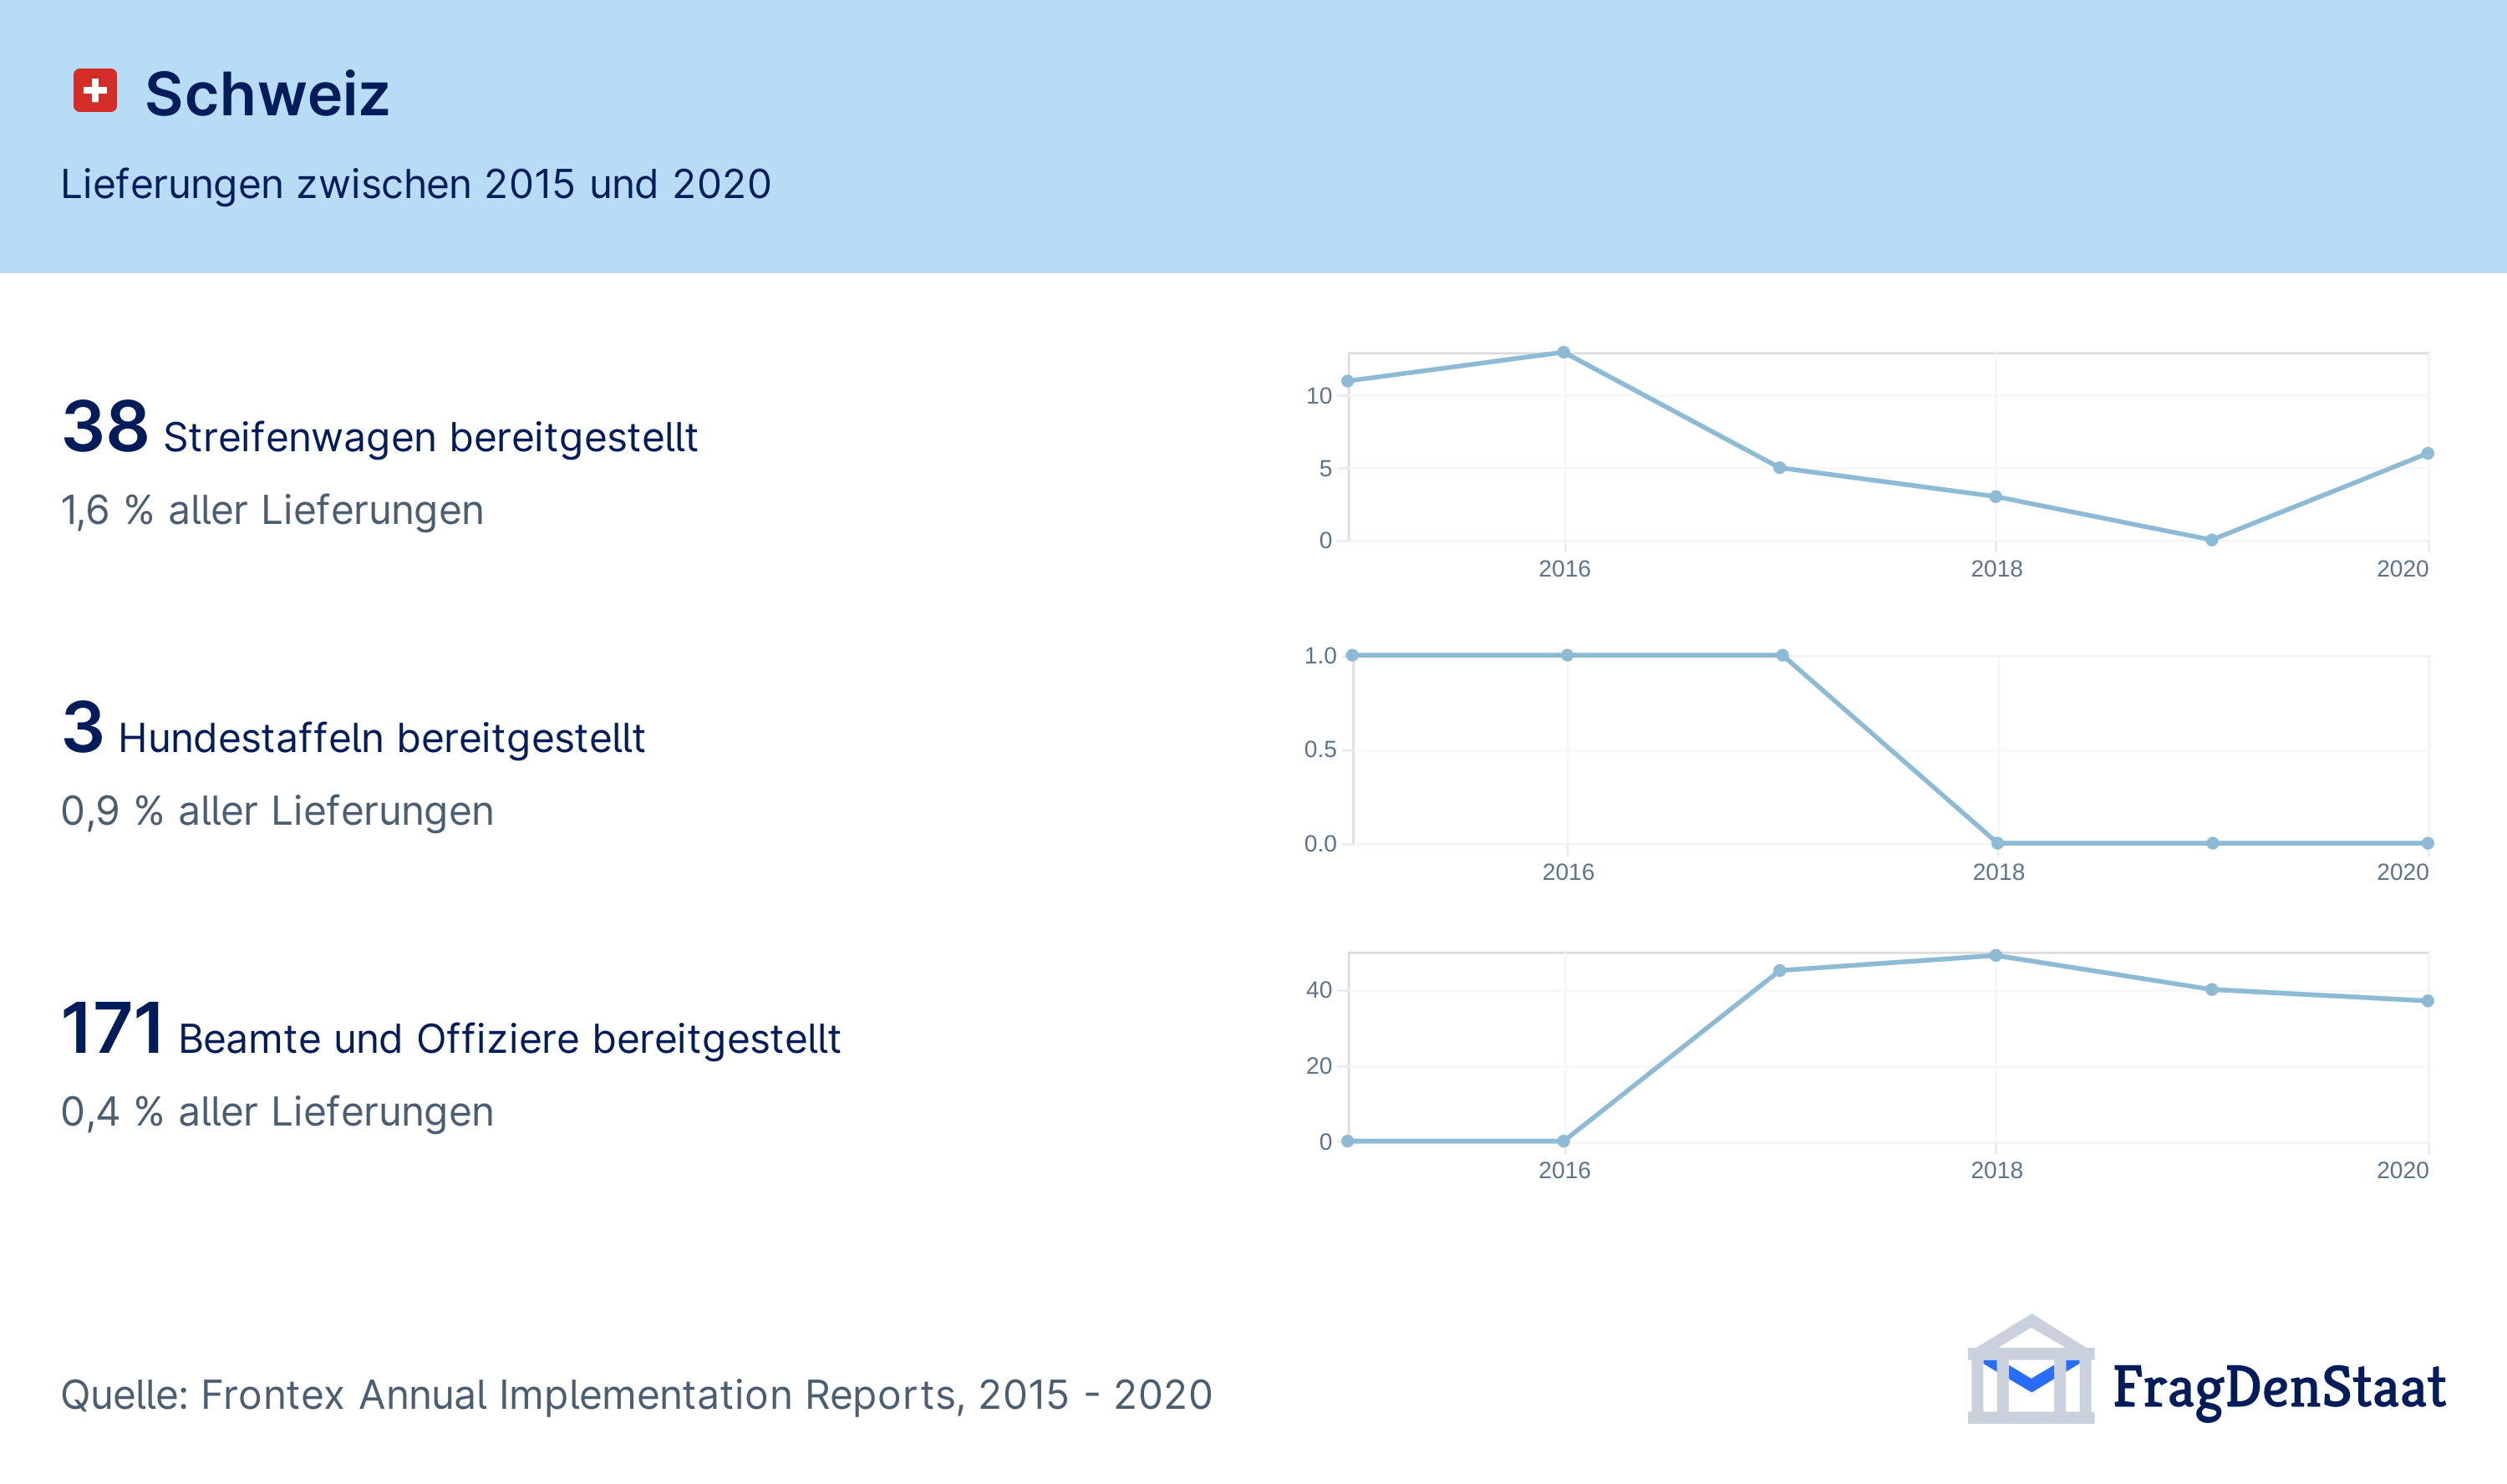 Schweiz
Lieferungen zwischen 2015 und 2020
38 Streifenwagen bereitgestellt
1,6 % aller Lieferungen
10
5
0
2016 2018 2020
3 Hundestaffeln bereitgestellt
0,9 % aller Lieferungen
1.0
0.5
0.0
2016 2018 2020
171 Beamte und Offiziere bereitgestellt
0,4 % aller Lieferungen
40
20
0
2016 2018 2020
Quelle: Frontex Annual Implementation Reports, 2015 - 2020
FragDenStaat